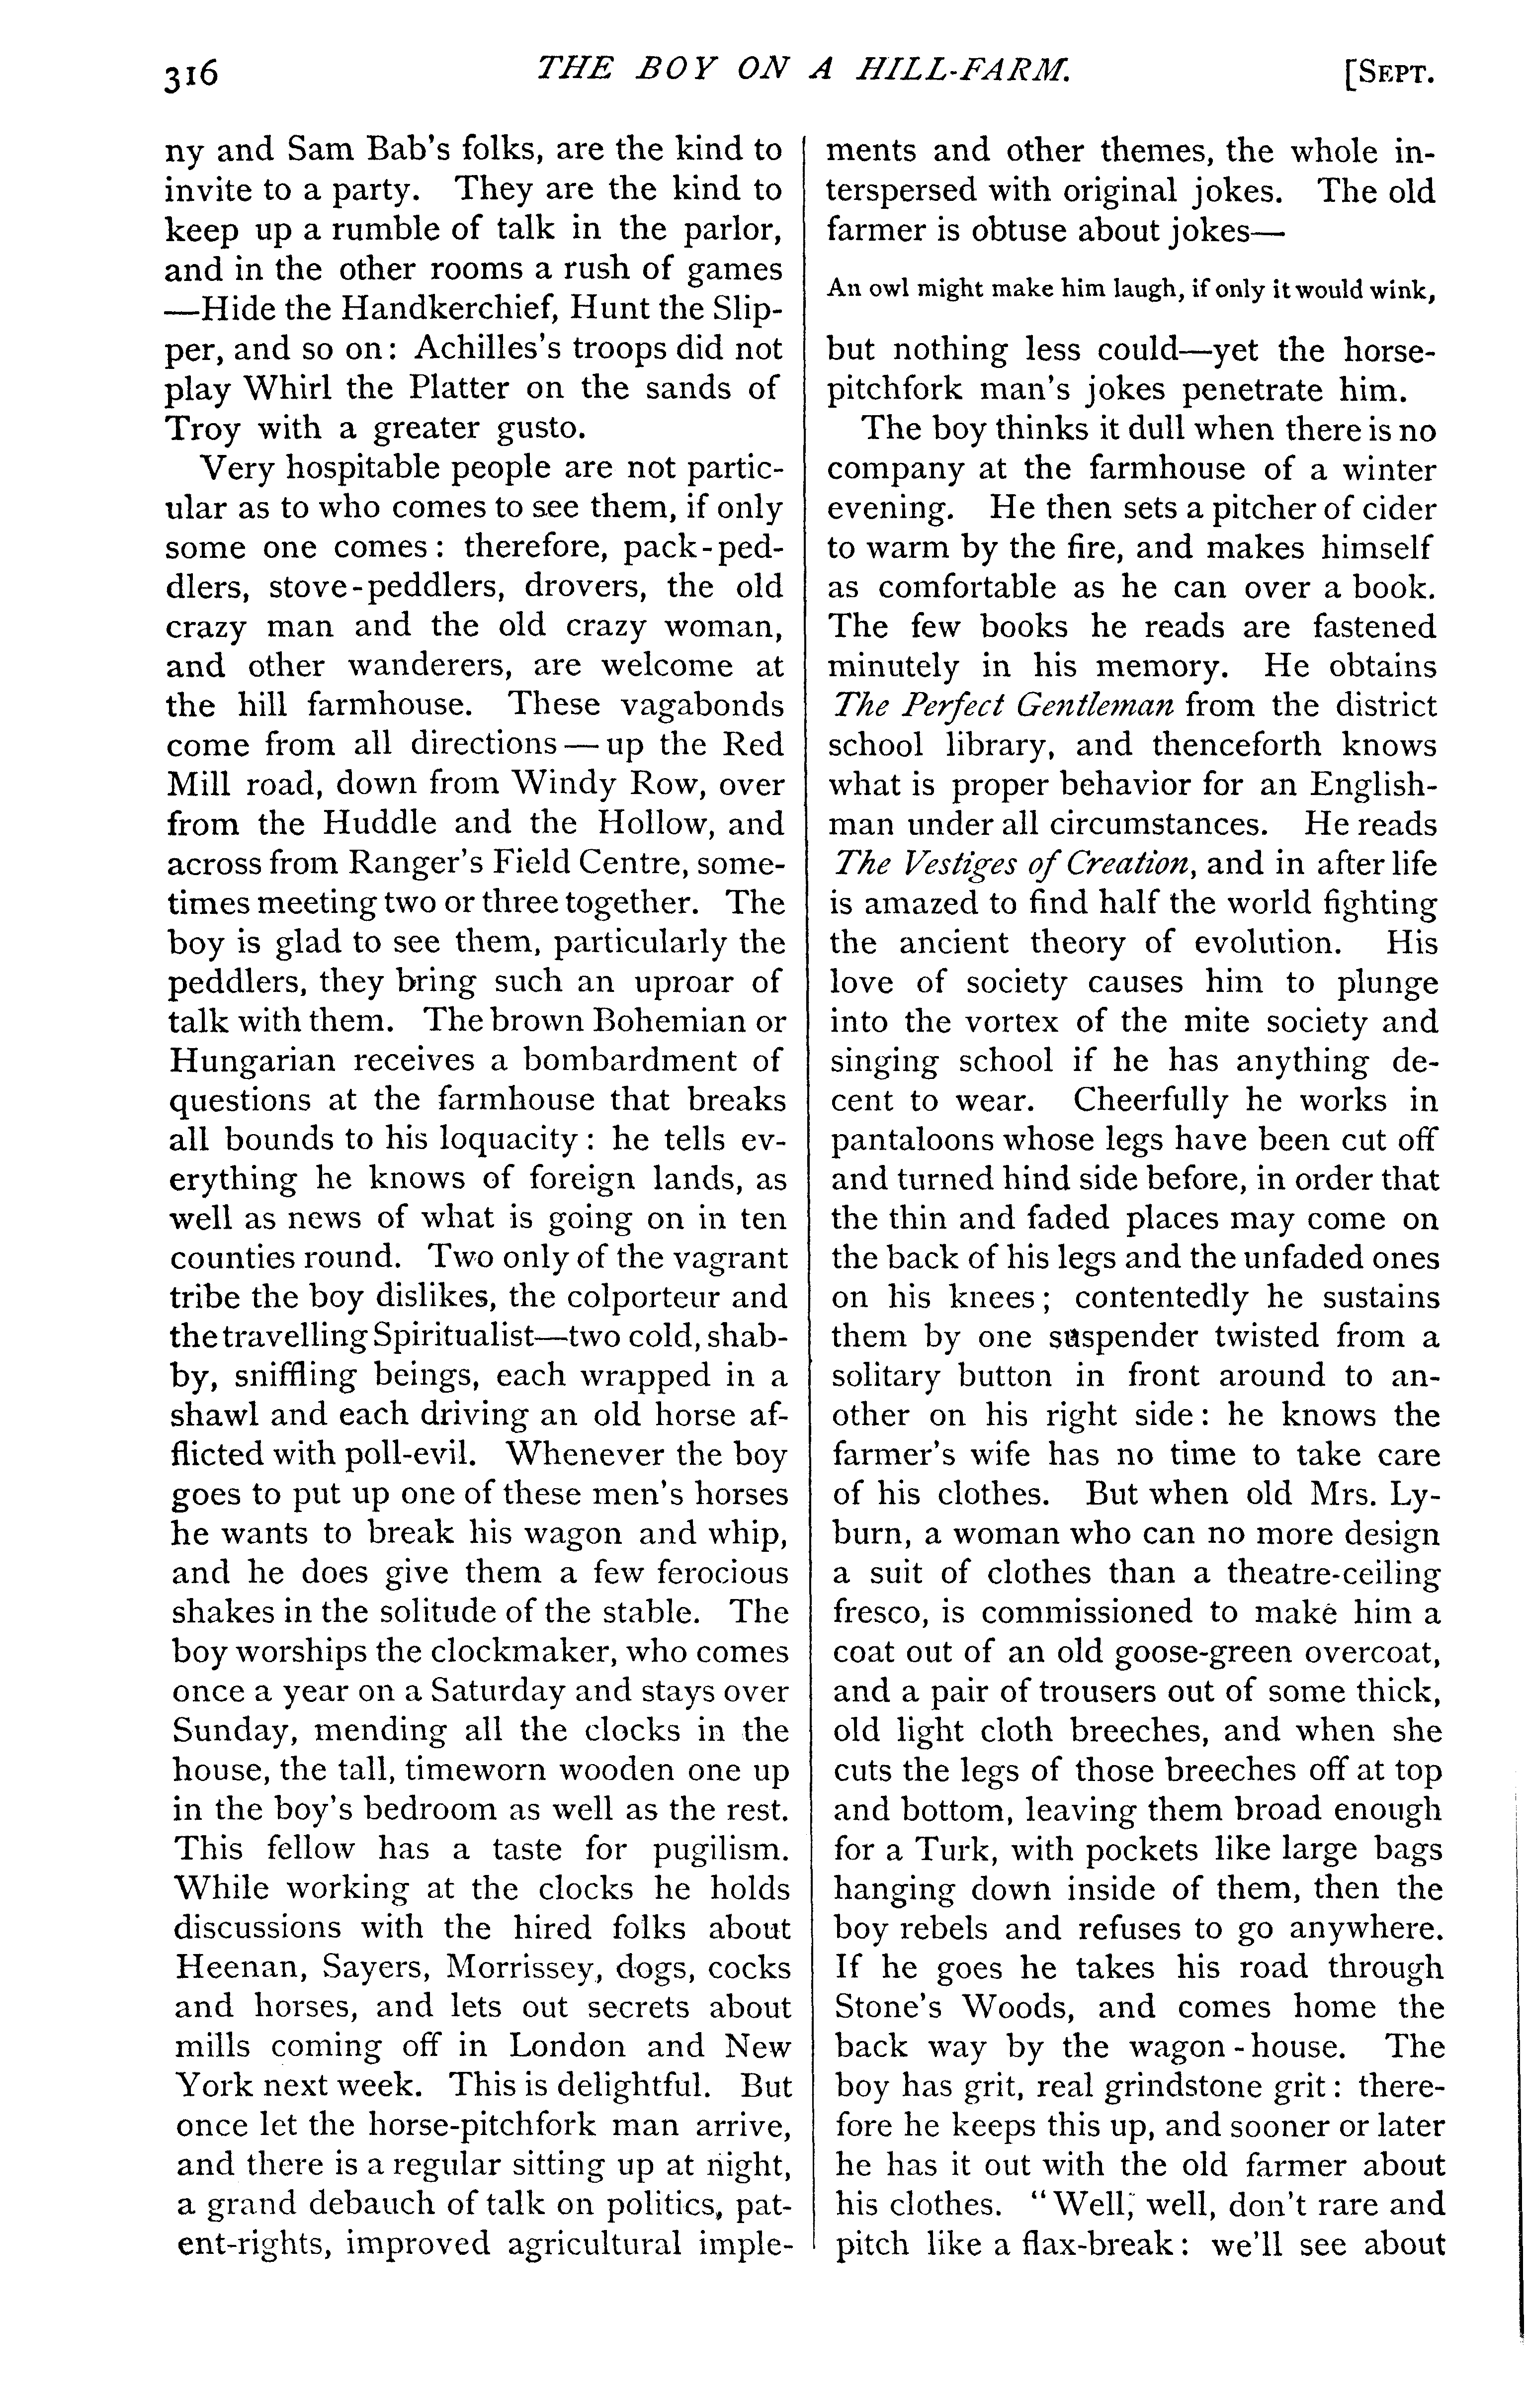 316
THE BOY ON A HILL-FARM.
[SEPT.
ny and Sam Bab's folks, are the kind to
invite to a party. They are the kind to
keep up a rumble of talk in the parlor,
and in the other rooms a rush of games
—Hide the Handkerchief, Hunt the Slip-
per, and so on: Achilles's troops did not
play Whirl the Platter on the sands of
Troy with a greater gusto.
Very hospitable people are not partic-
ular as to who comes to see them, if only
some one comes: therefore, pack-ped-
dlers, stove-peddlers, drovers, the old
crazy man and the old crazy woman,
and other wanderers, are welcome at
the hill farmhouse. These vagabonds
come from all directions—up the Red
Mill road, down from Windy Row, over
from the Huddle and the Hollow, and
across from Ranger's Field Centre, some-
times meeting two or three together. The
boy is glad to see them, particularly the
peddlers, they bring such an uproar of
talk with them. The brown Bohemian or
Hungarian receives a bombardment of
questions at the farmhouse that breaks
all bounds to his loquacity: he tells ev-
erything he knows of foreign lands, as
well as news of what is going on in ten
counties round. Two only of the vagrant
tribe the boy dislikes, the colporteur and
the travelling Spiritualist—two cold, shab-
by, sniffling beings, each wrapped in a
shawl and each driving an old horse af-
flicted with poll-evil. Whenever the boy
goes to put up one of these men's horses
he wants to break his wagon and whip,
and he does give them a few ferocious
shakes in the solitude of the stable. The
boy worships the clockmaker, who comes
once a year on a Saturday and stays over
Sunday, mending all the clocks in the
house, the tall, timeworn wooden one up
in the boy's bedroom as well as the rest.
This fellow has a taste for pugilism.
While working at the clocks he holds
discussions with the hired folks about
Heenan, Sayers, Morrissey, dogs, cocks
and horses, and lets out secrets about
mills coming off in London and New
York next week. This is delightful. But
once let the horse-pitchfork man arrive,
and there is a regular sitting up at night,
a grand debauch of talk on politics, pat-
ent-rights, improved agricultural imple-
ments and other themes, the whole in-
terspersed with original jokes. The old
farmer is obtuse about jokes—
An owl might make him laugh, if only it would wink,
but nothing less could—yet the horse-
pitchfork man's jokes penetrate him.
The boy thinks it dull when there is no
company at the farmhouse of a winter
evening. He then sets a pitcher of cider
to warm by the fire, and makes himself
as comfortable as he can over a book.
The few books he reads are fastened
minutely in his memory. He obtains
The Perfect Gentleman from the district
school library, and thenceforth knows
what is proper behavior for an English-
man under all circumstances. He reads
The Vestiges of Creation, and in after life
is amazed to find half the world fighting
the ancient theory of evolution. His
love of society causes him to plunge
into the vortex of the mite society and
singing school if he has anything de-
cent to wear. Cheerfully he works in
pantaloons whose legs have been cut off
and turned hind side before, in order that
the thin and faded places may come on
the back of his legs and the unfaded ones
on his knees; contentedly he sustains
them by one suspender twisted from a
solitary button in front around to an-
other on his right side: he knows the
farmer's wife has no time to take care
of his clothes. But when old Mrs. Ly-
burn, a woman who can no more design
a suit of clothes than a theatre-ceiling
fresco, is commissioned to make him a
coat out of an old goose-green overcoat,
and a pair of trousers out of some thick,
old light cloth breeches, and when she
cuts the legs of those breeches off at top
and bottom, leaving them broad enough
for a Turk, with pockets like large bags
hanging down inside of them, then the
boy rebels and refuses to go anywhere.
If he goes he takes his road through
Stone's Woods, and comes home the
back way by the wagon-house. The
boy has grit, real grindstone grit: there-
fore he keeps this up, and sooner or later
he has it out with the old farmer about
his clothes. "Well, well, don't rare and
pitch like a flax-break: we'll see about